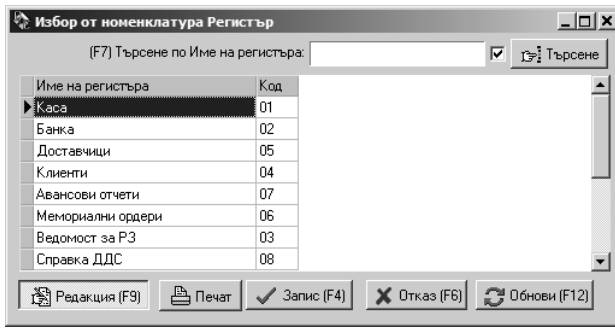 Избор от номенклатура Регистър
(F7) Търсене по Име на регистъра: Търсене
Име на регистъра Код
Каса 01
Банка 02
Доставчици 05
Клиенти 04
Авансови отчети 07
Мемориални ордери 06
Ведомост за РЗ 03
Справка ДДС 08
Редакция (F9) Печат Запис (F4) Отказ (F6) Обнови (F12)